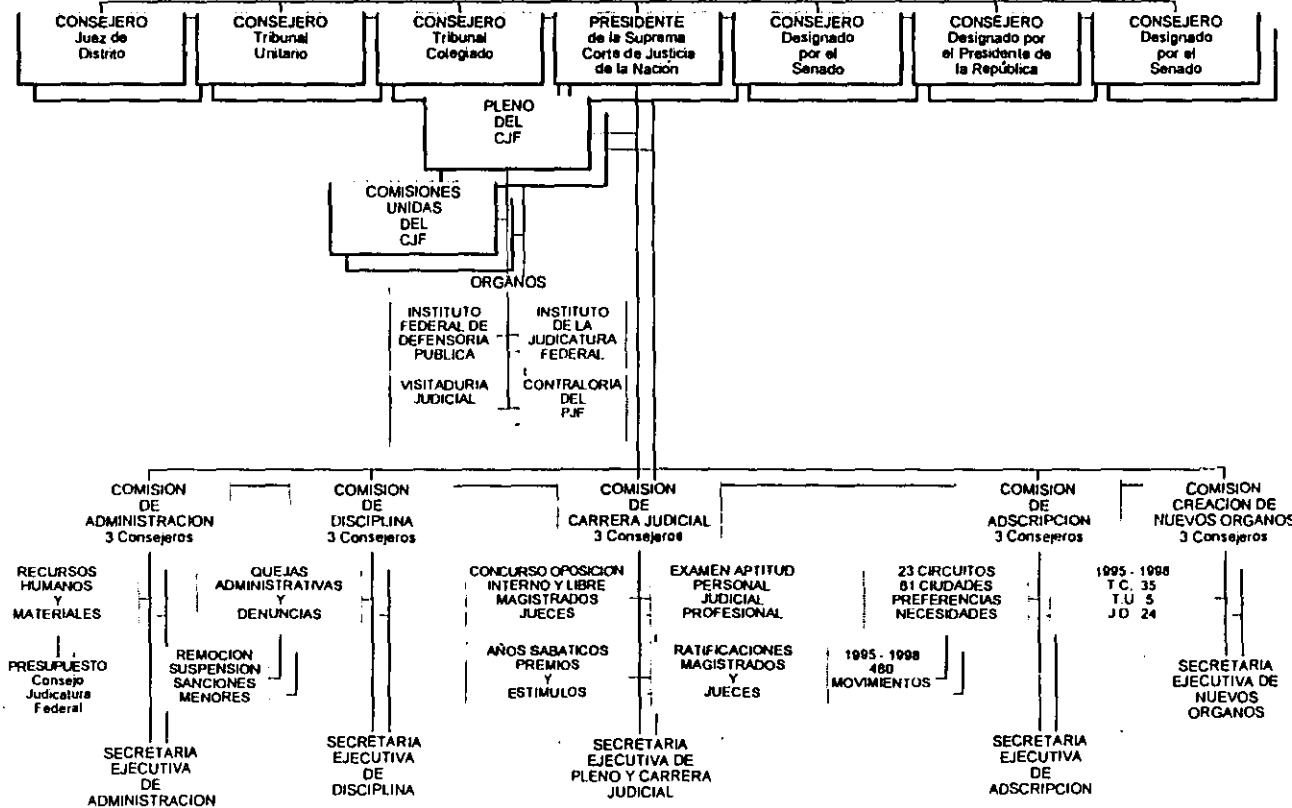 CONSEJERO
Juez de
Distrito
CONSEJERO
Tribunal
Unitario
CONSEJERO
Tribunal
Colegiado
PRESIDENTE
de la Suprema
Corte de Justicia
de la Nación
CONSEJERO
Designado
por el
Senado
CONSEJERO
Designado por
el Presidente de
la República
CONSEJERO
Designado
por el
Senado
PLENO
DEL
CJF
COMISIONES
UNIDAS
DEL
CJF
ORGANOS
INSTITUTO
FEDERAL DE
DEFENSORIA
PUBLICA
INSTITUTO
DE LA
JUDICATURA
FEDERAL
VISITADURIA
JUDICIAL
CONTRALORIA
DEL
PJF
COMISION
DE
ADMINISTRACION
3 Consejeros
COMISION
DE
DISCIPLINA
3 Consejeros
COMISION
DE
CARRERA JUDICIAL
3 Consejeros
COMISION
DE
ADSCRIPCION
3 Consejeros
COMISION
CREACION DE
NUEVOS ORGANOS
3 Consejeros
RECURSOS
HUMANOS
Y
MATERIALES
QUEJAS
ADMINISTRATIVAS
Y
DENUNCIAS
CONCURSO OPOSICION
INTERNO Y LIBRE
MAGISTRADOS
JUECES
EXAMEN APTITUD
PERSONAL
JUDICIAL
PROFESIONAL
23 CIRCUITOS
61 CIUDADES
PREFERENCIAS
NECESIDADES
1995 - 1998
T.C. 35
T.U 5
J.D 24
PRESUPUESTO
Consejo
Judicatura
Federal
REMOCION
SUSPENSION
SANCIONES
MENORES
AÑOS SABATICOS
PREMIOS
Y
ESTIMULOS
RATIFICACIONES
MAGISTRADOS
Y
JUECES
1995 - 1998
460
MOVIMIENTOS
SECRETARIA
EJECUTIVA DE
NUEVOS
ORGANOS
SECRETARIA
EJECUTIVA
DE
ADMINISTRACION
SECRETARIA
EJECUTIVA
DE
DISCIPLINA
SECRETARIA
EJECUTIVA DE
PLENO Y CARRERA
JUDICIAL
SECRETARIA
EJECUTIVA
DE
ADSCRIPCION